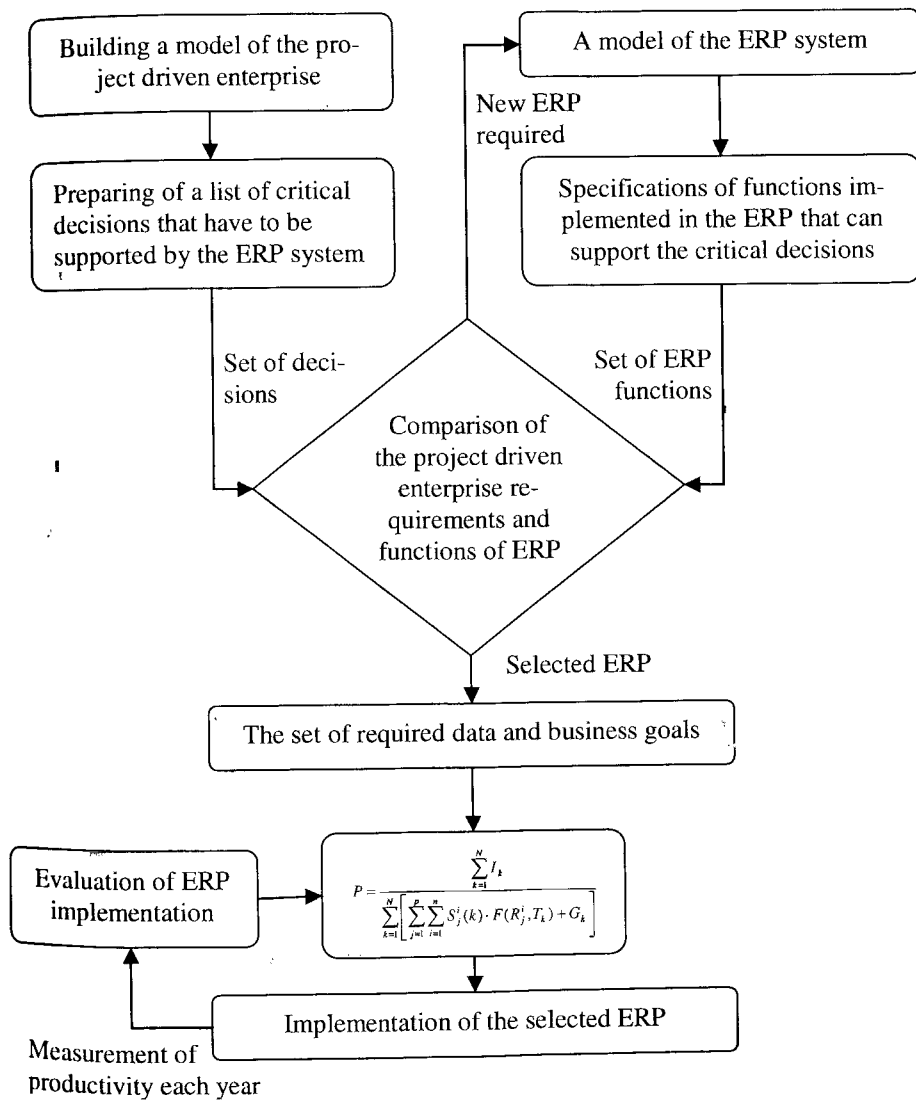 Building a model of the pro-
ject driven enterprise
A model of the ERP system
New ERP
required
Preparing of a list of critical
decisions that have to be
supported by the ERP system
Specifications of functions im-
plemented in the ERP that can
support the critical decisions
Set of deci-
sions
Set of ERP
functions
Comparison of
the project driven
enterprise re-
quirements and
functions of ERP
Selected ERP
The set of required data and business goals
Evaluation of ERP
implementation
P = \frac{\sum_{k=1}^{N} I_k}{\sum_{k=1}^{N}\left[\sum_{j=1}^{p}\sum_{i=1}^{n} S_j^i(k) \cdot F(R_j^i, T_k) + G_k\right]}
Implementation of the selected ERP
Measurement of
productivity each year